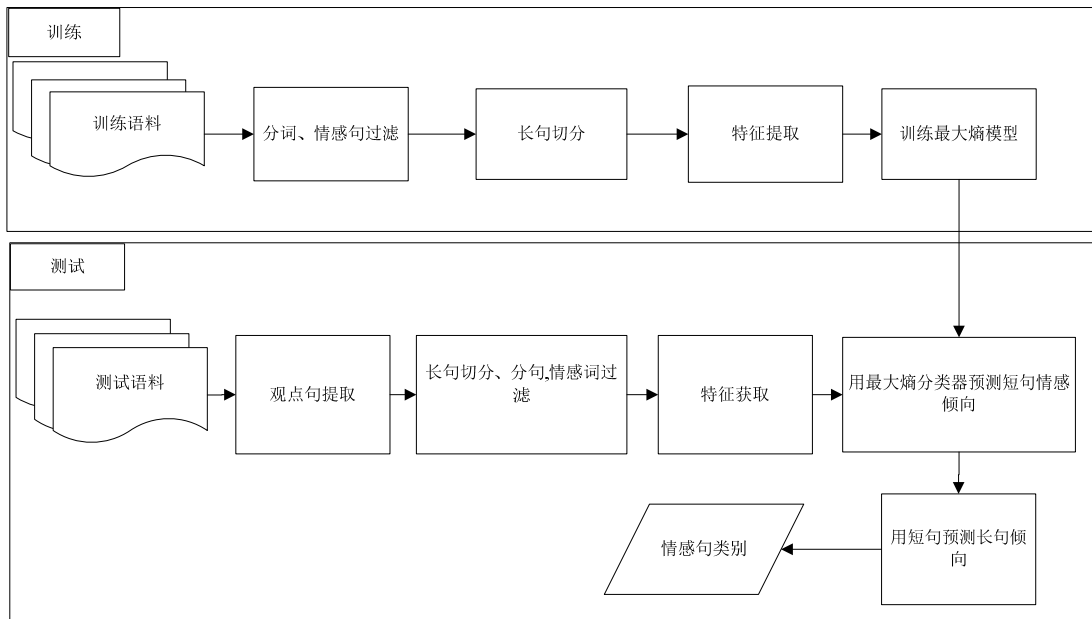 训练
训练语料
分词、情感句过滤
长句切分
特征提取
训练最大熵模型
测试
测试语料
观点句提取
长句切分、分句,情感词过
滤
特征获取
用最大熵分类器预测短句情感
倾向
用短句预测长句倾
向
情感句类别